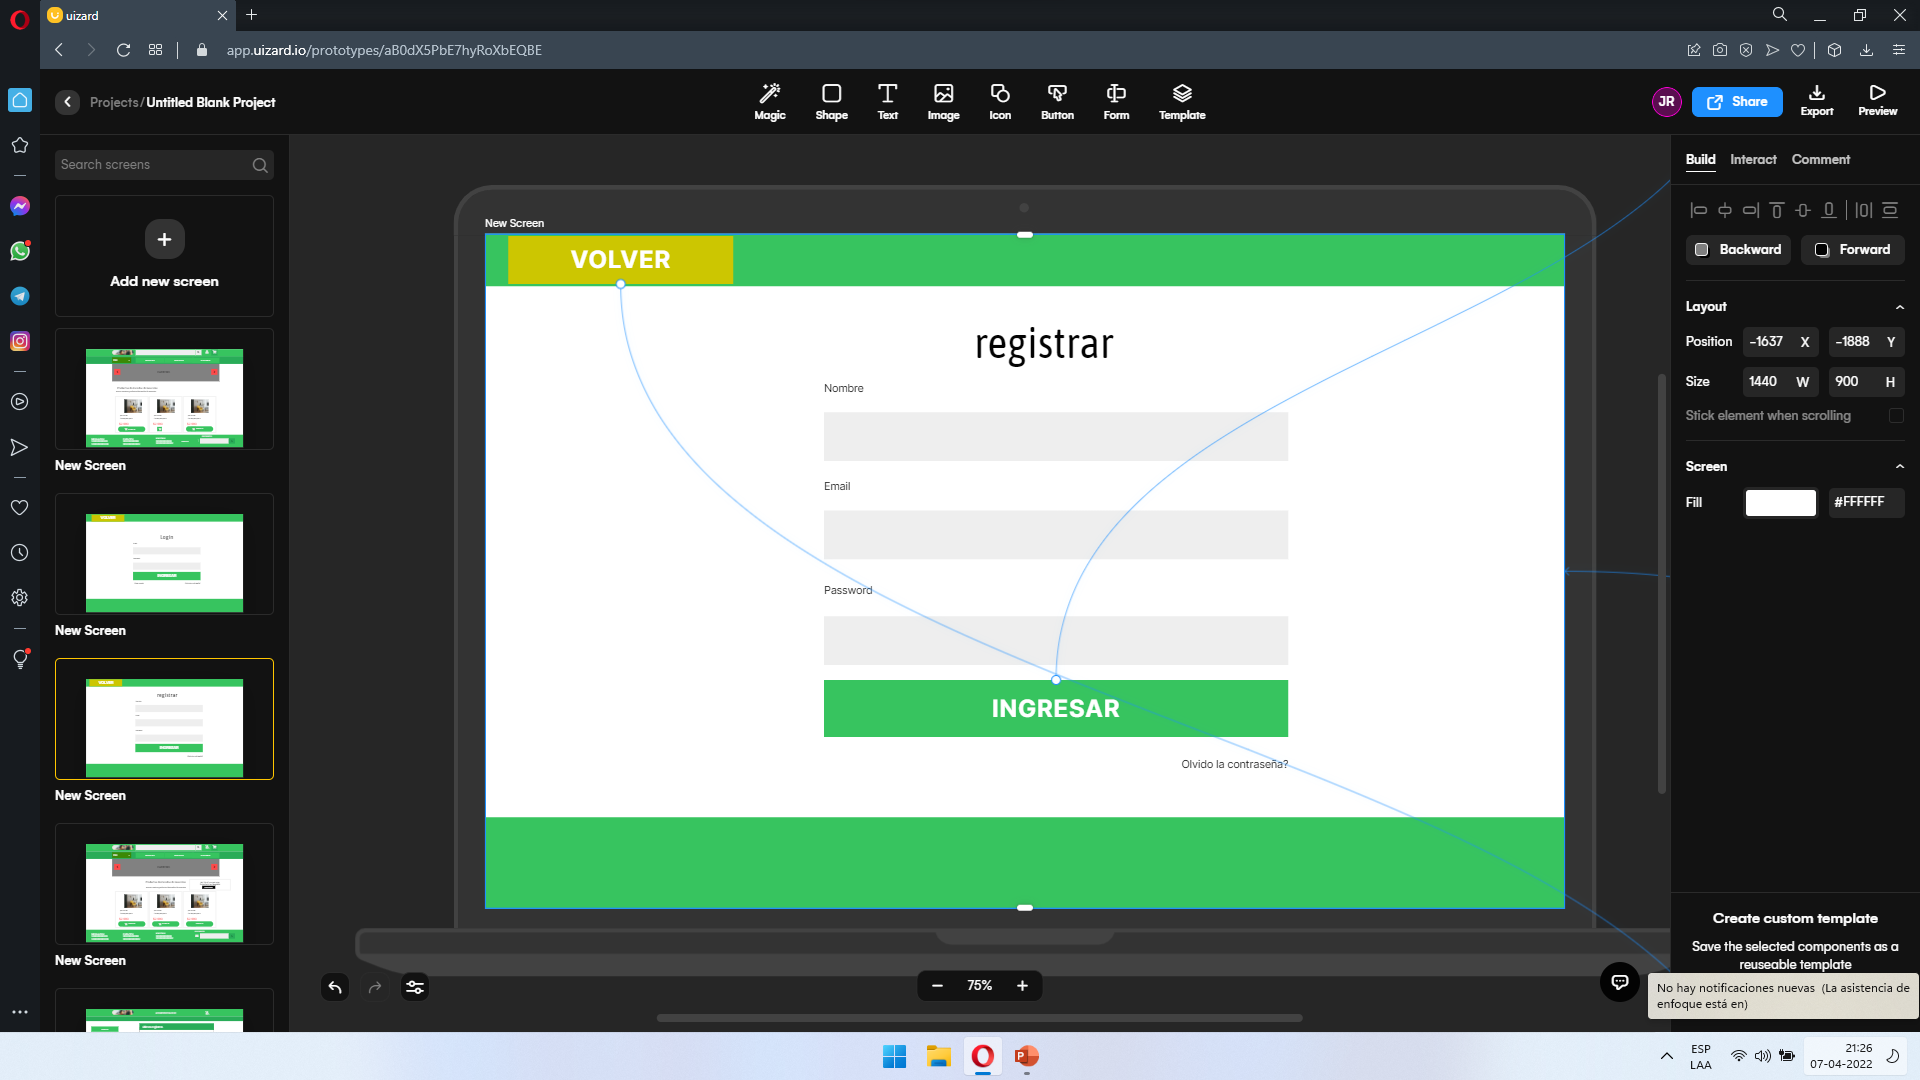 uizard
app.uizard.io/prototypes/aB0dX5PbE7hyRoXbEQBE
Projects/Untitled Blank Project
Magic
Shape
Text
Image
Icon
Button
Form
Template
JR
Share
Export
Preview
Search screens
Add new screen
New Screen
VOLVER
Login
New Screen
VOLVER
registrar
New Screen
New Screen
New Screen
VOLVER
registrar
Nombre
Email
Password
INGRESAR
Olvido la contraseña?
75%
Build
Interact
Comment
Backward
Forward
Layout
Position
-1637 X
-1888 Y
Size
1440 W
900 H
Stick element when scrolling
Screen
Fill
#FFFFFF
Create custom template
Save the selected components as a
reuseable template
No hay notificaciones nuevas (La asistencia de
enfoque está en)
ESP
LAA
21:26
07-04-2022